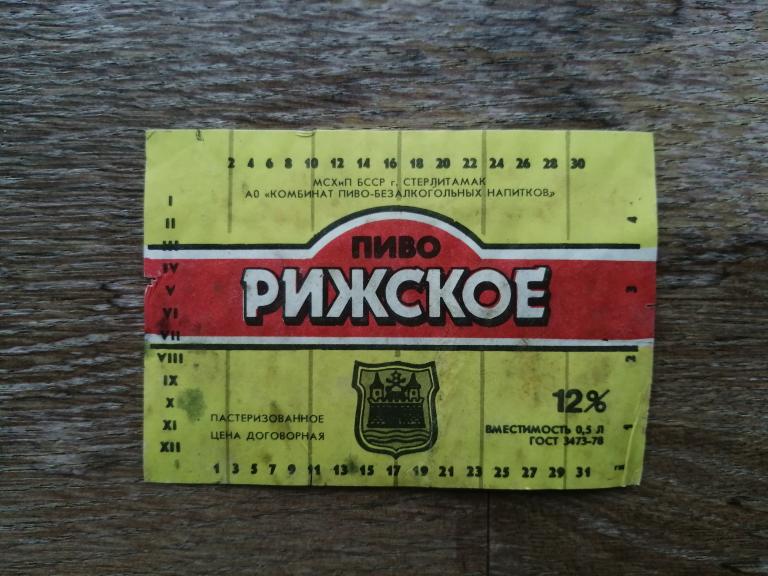 2 4 6 8 10 12 14 16 18 20 22 24 26 28 30
МСХиП БССР г. СТЕРЛИТАМАК
АО «КОМБИНАТ ПИВО-БЕЗАЛКОГОЛЬНЫХ НАПИТКОВ»
I
II
III
IV
V
VI
VII
VIII
IX
X
XI
XII
ПИВО
РИЖСКОЕ
4
3
2
1
12%
ПАСТЕРИЗОВАННОЕ
ЦЕНА ДОГОВОРНАЯ
ВМЕСТИМОСТЬ 0,5 Л
ГОСТ 3473-78
1 3 5 7 9 11 13 15 17 19 21 23 25 27 29 31